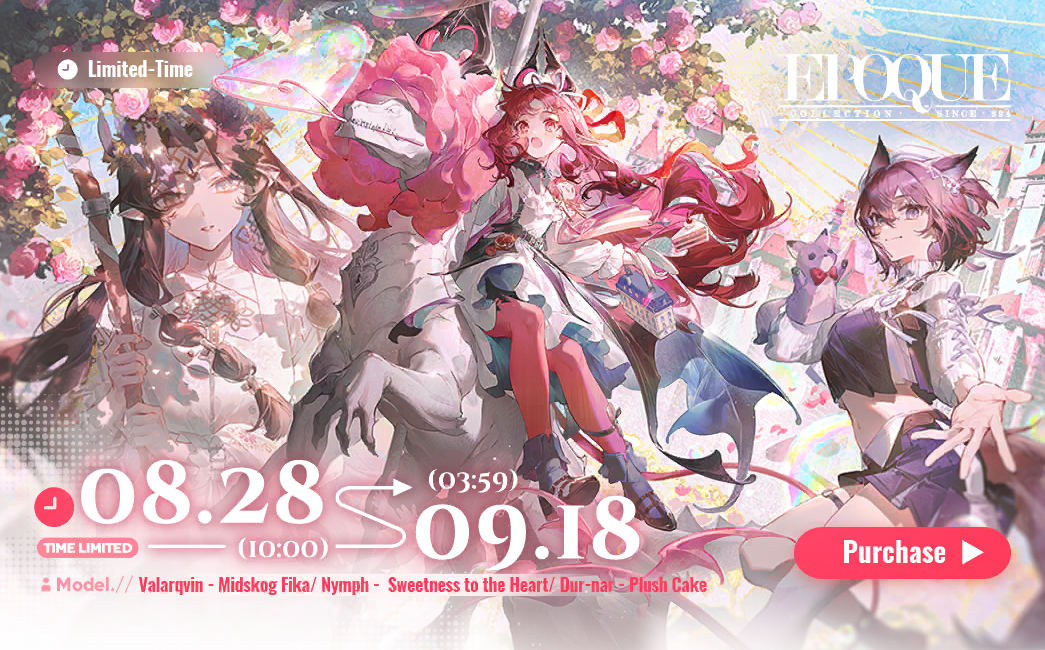 Limited-Time
EPOQUE
COLLECTION · SINCE · 894
08.28
(03:59)
09.18
TIME LIMITED
(10:00)
Purchase
Model.// Valarqvin - Midskog Fika/ Nymph - Sweetness to the Heart/ Dur-nar - Plush Cake